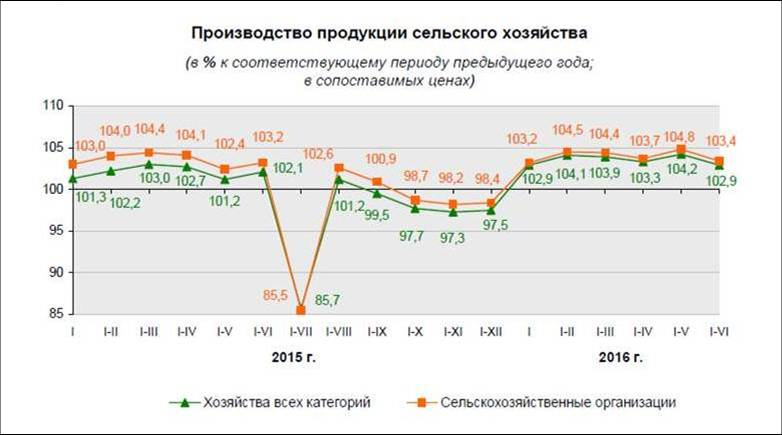 Производство продукции сельского хозяйства
(в % к соответствующему периоду предыдущего года;
в сопоставимых ценах)
110
105
100
95
90
85
103,0 104,0 104,4 104,1 102,4 103,2 85,5 102,6 100,9 98,7 98,2 98,4 103,2 104,5 104,4 103,7 104,8 103,4
101,3 102,2 103,0 102,7 101,2 102,1 85,7 101,2 99,5 97,7 97,3 97,5 102,9 104,1 103,9 103,3 104,2 102,9
I I-II I-III I-IV I-V I-VI I-VII I-VIII I-IX I-X I-XI I-XII I I-II I-III I-IV I-V I-VI
2015 г. 2016 г.
Хозяйства всех категорий Сельскохозяйственные организации